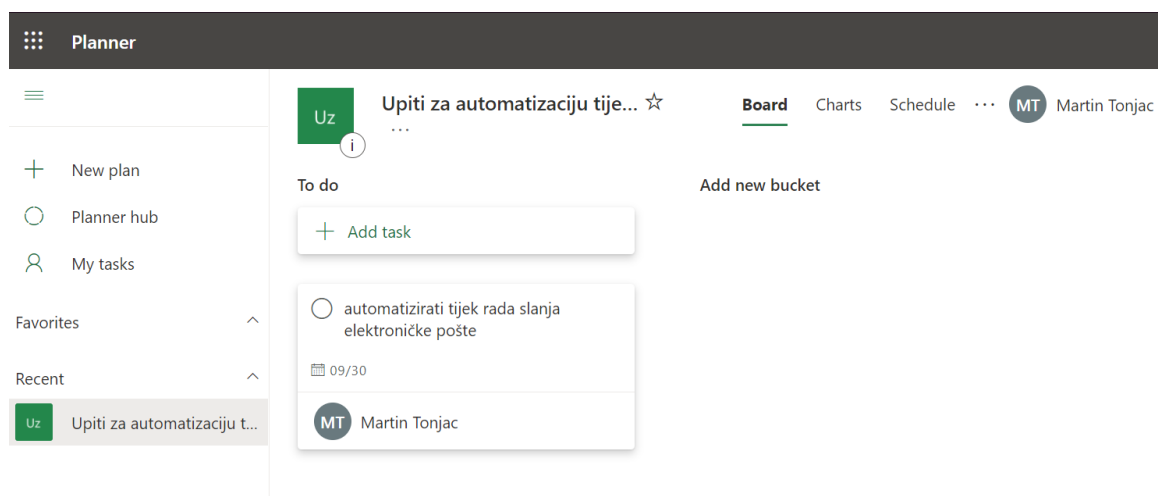 Planner
Uz
i
Upiti za automatizaciju tije...
...
Board
Charts
Schedule
...
MT
Martin Tonjac
New plan
Planner hub
My tasks
Favorites
Recent
Uz
Upiti za automatizaciju t...
To do
Add task
automatizirati tijek rada slanja
elektroničke pošte
09/30
MT
Martin Tonjac
Add new bucket